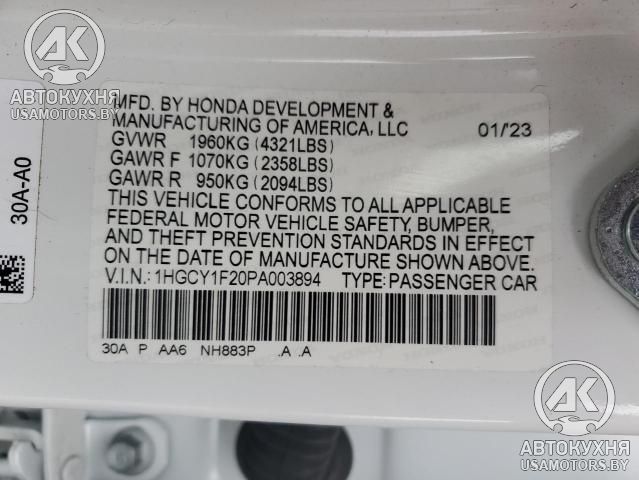 AK
АВТОКУХНЯ
USAMOTORS.BY
30A-A0
MFD. BY HONDA DEVELOPMENT &
MANUFACTURING OF AMERICA, LLC 01/'23
GVWR 1960KG (4321LBS)
GAWR F 1070KG (2358LBS)
GAWR R 950KG (2094LBS)
THIS VEHICLE CONFORMS TO ALL APPLICABLE
FEDERAL MOTOR VEHICLE SAFETY, BUMPER,
AND THEFT PREVENTION STANDARDS IN EFFECT
ON THE DATE OF MANUFACTURE SHOWN ABOVE.
V.I.N.: 1HGCY1F20PA003894 TYPE: PASSENGER CAR
30A P AA6 NH883P .A .A
AK
АВТОКУХНЯ
USAMOTORS.BY